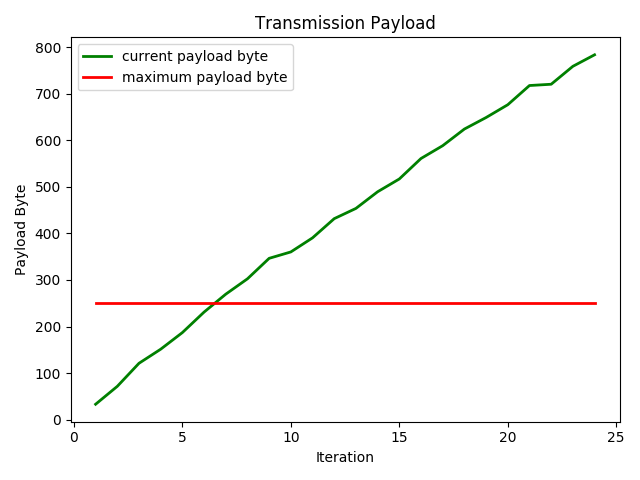 Transmission Payload
current payload byte
maximum payload byte
Payload Byte
800
700
600
500
400
300
200
100
0
0 5 10 15 20 25
Iteration